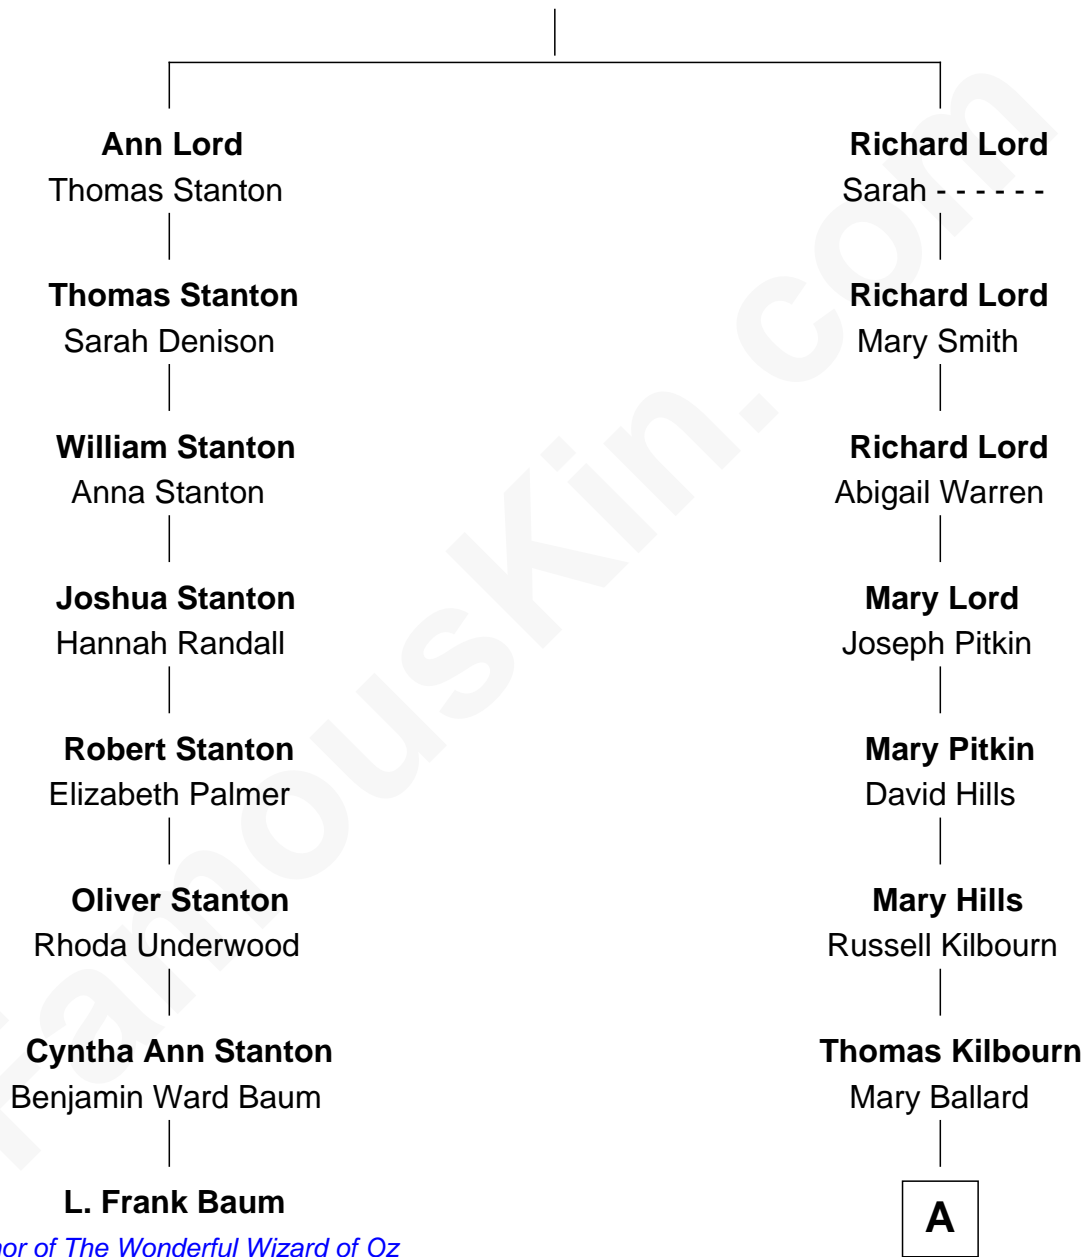 Ann Lord
Thomas Stanton
Thomas Stanton
Sarah Denison
William Stanton
Anna Stanton
Joshua Stanton
Hannah Randall
Robert Stanton
Elizabeth Palmer
Oliver Stanton
Rhoda Underwood
Cyntha Ann Stanton
Benjamin Ward Baum
L. Frank Baum
of The Wonderful Wizard of Oz
Richard Lord
Sarah - - - - - -
Richard Lord
Mary Smith
Richard Lord
Abigail Warren
Mary Lord
Joseph Pitkin
Mary Pitkin
David Hills
Mary Hills
Russell Kilbourn
Thomas Kilbourn
Mary Ballard
A
FamousKin.com